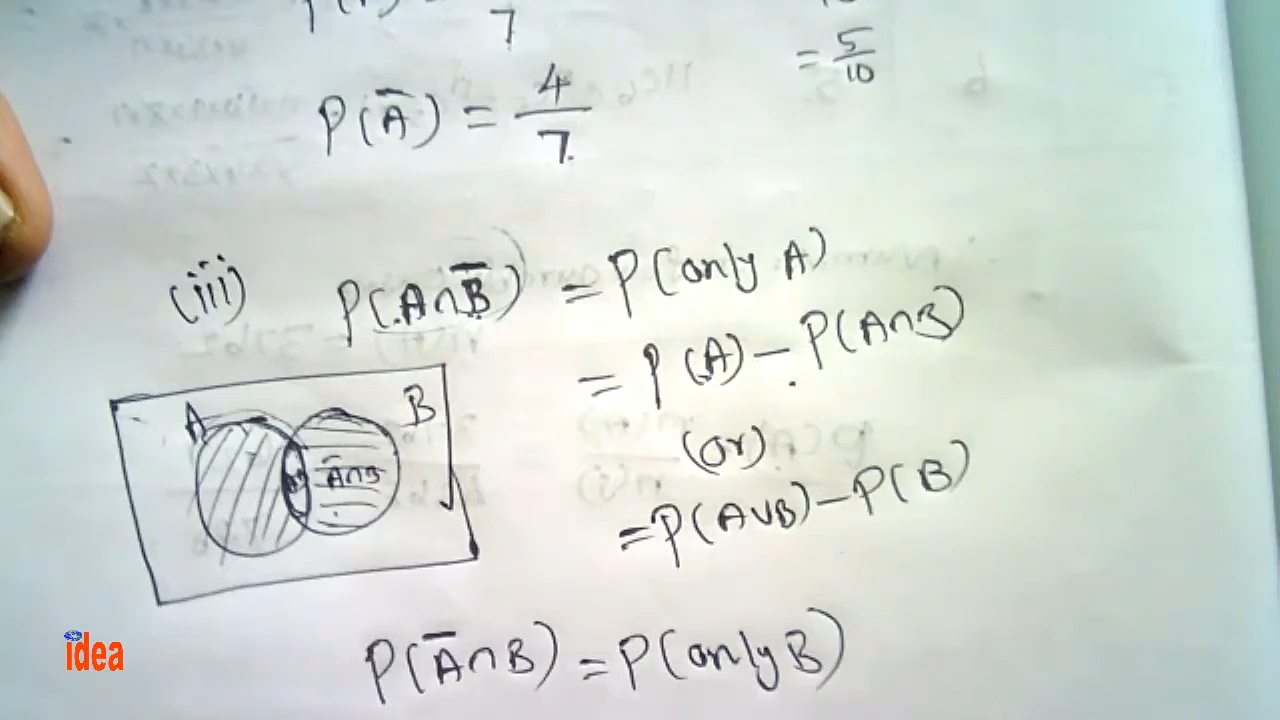 7
= 5/10
P(Ā) = 4/7
(iii) P(A∩B̄) = P(only A)
= P(A) − P(A∩B)
(or)
= P(A∪B) − P(B)
A B
Ā∩B
P(Ā∩B) = P(only B)
idea